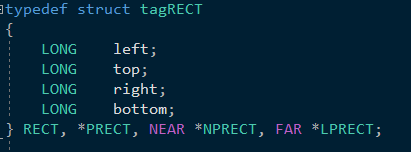 typedef struct tagRECT
{
    LONG    left;
    LONG    top;
    LONG    right;
    LONG    bottom;
} RECT, *PRECT, NEAR *NPRECT, FAR *LPRECT;